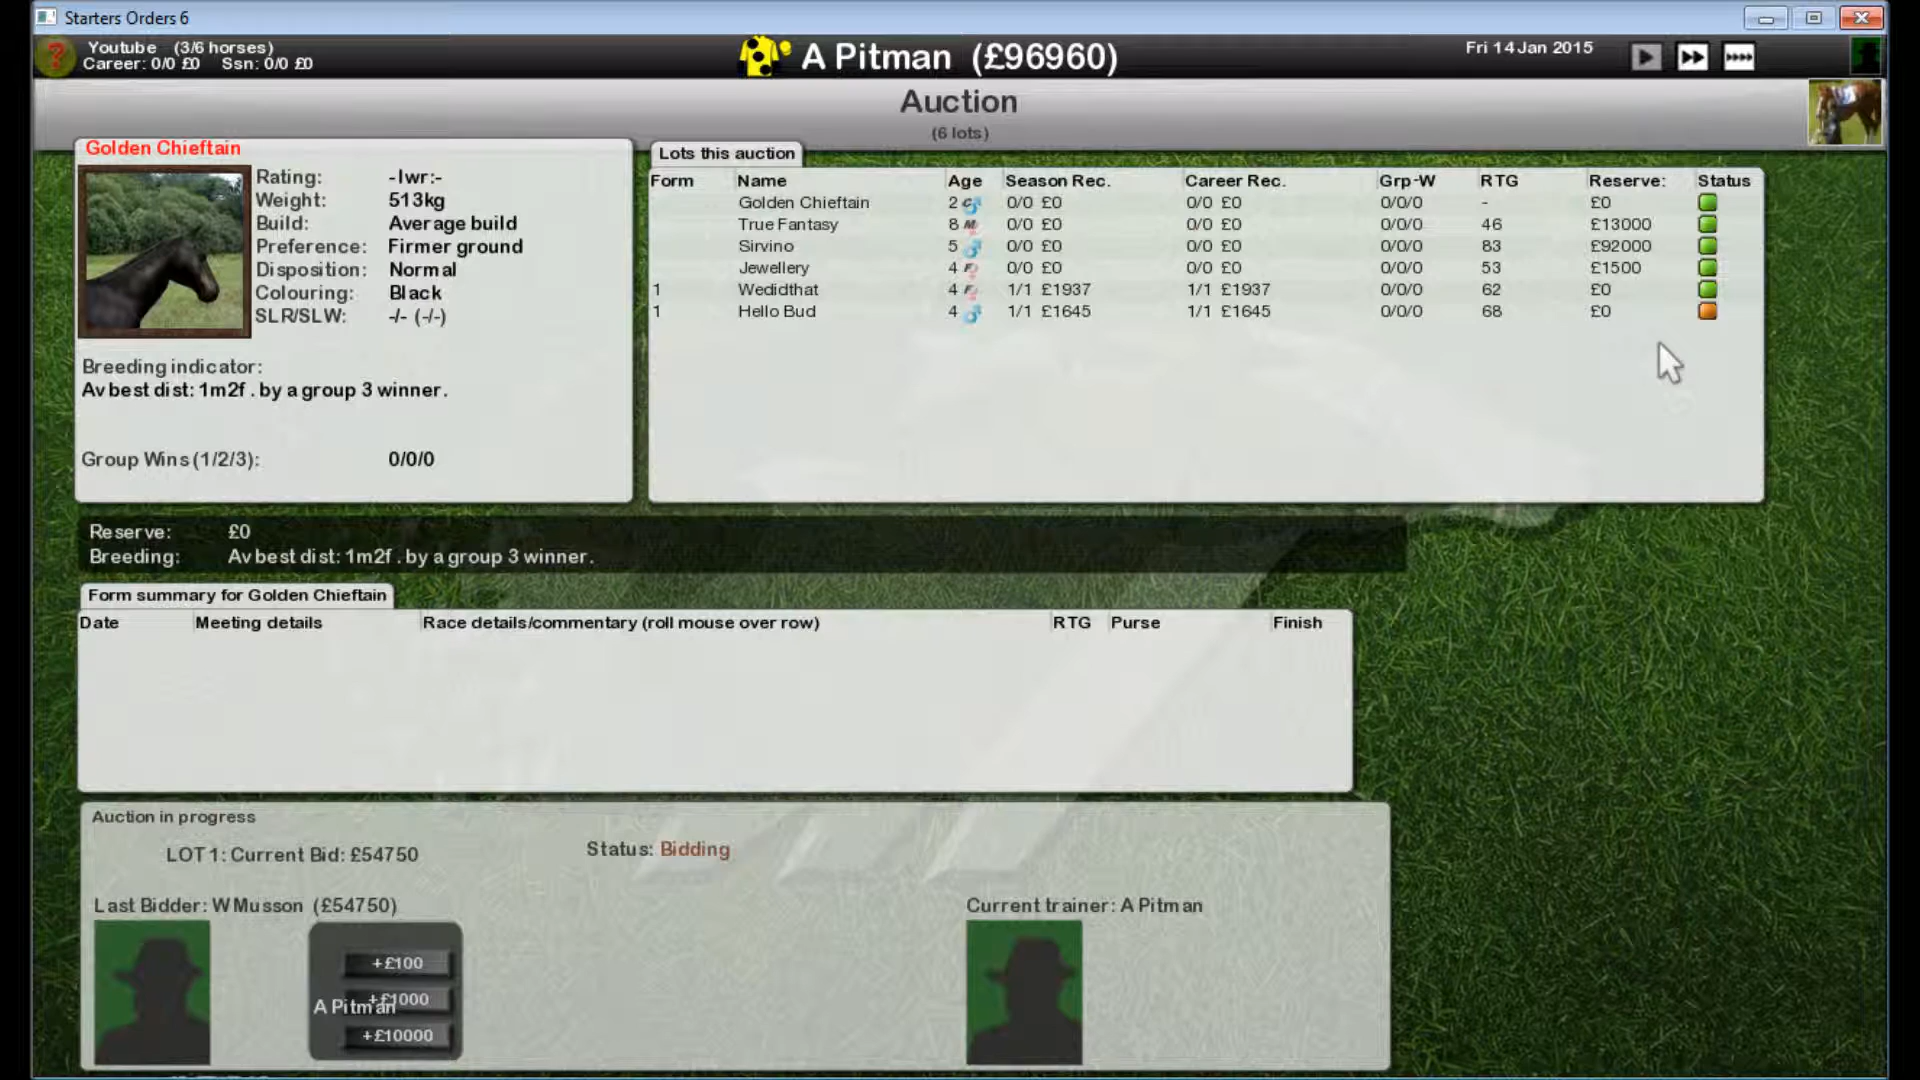 Starters Orders 6
Youtube (3/6 horses)
Career: 0/0 £0 Ssn: 0/0 £0
A Pitman (£96960)
Fri 14 Jan 2015
Auction
(6 lots)
Golden Chieftain
Rating: - lwr:-
Weight: 513kg
Build: Average build
Preference: Firmer ground
Disposition: Normal
Colouring: Black
SLR/SLW: -/- (-/-)
Breeding indicator:
Av best dist: 1m2f . by a group 3 winner.
Group Wins (1/2/3): 0/0/0
Lots this auction
Form Name Age Season Rec. Career Rec. Grp-W RTG Reserve: Status
Golden Chieftain 2 C 0/0 £0 0/0 £0 0/0/0 - £0
True Fantasy 8 M 0/0 £0 0/0 £0 0/0/0 46 £13000
Sirvino 5 0/0 £0 0/0 £0 0/0/0 83 £92000
Jewellery 4 F 0/0 £0 0/0 £0 0/0/0 53 £1500
1 Wedidthat 4 F 1/1 £1937 1/1 £1937 0/0/0 62 £0
1 Hello Bud 4 1/1 £1645 1/1 £1645 0/0/0 68 £0
Reserve: £0
Breeding: Av best dist: 1m2f . by a group 3 winner.
Form summary for Golden Chieftain
Date Meeting details Race details/commentary (roll mouse over row) RTG Purse Finish
Auction in progress
LOT 1: Current Bid: £54750
Status: Bidding
Last Bidder: W Musson (£54750)
Current trainer: A Pitman
+£100
+£1000
A Pitman
+£10000